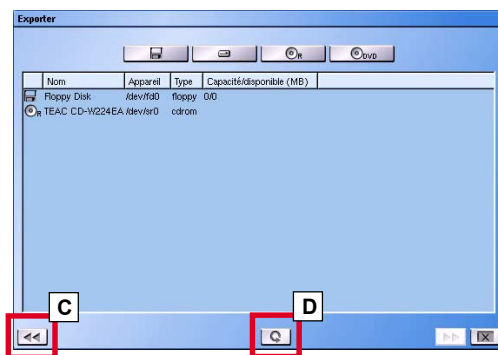 Exporter
R DVD
Nom Appareil Type Capacité/disponible (MB)
Floppy Disk /dev/fd0 floppy 0/0
R TEAC CD-W224EA /dev/sr0 cdrom
C D